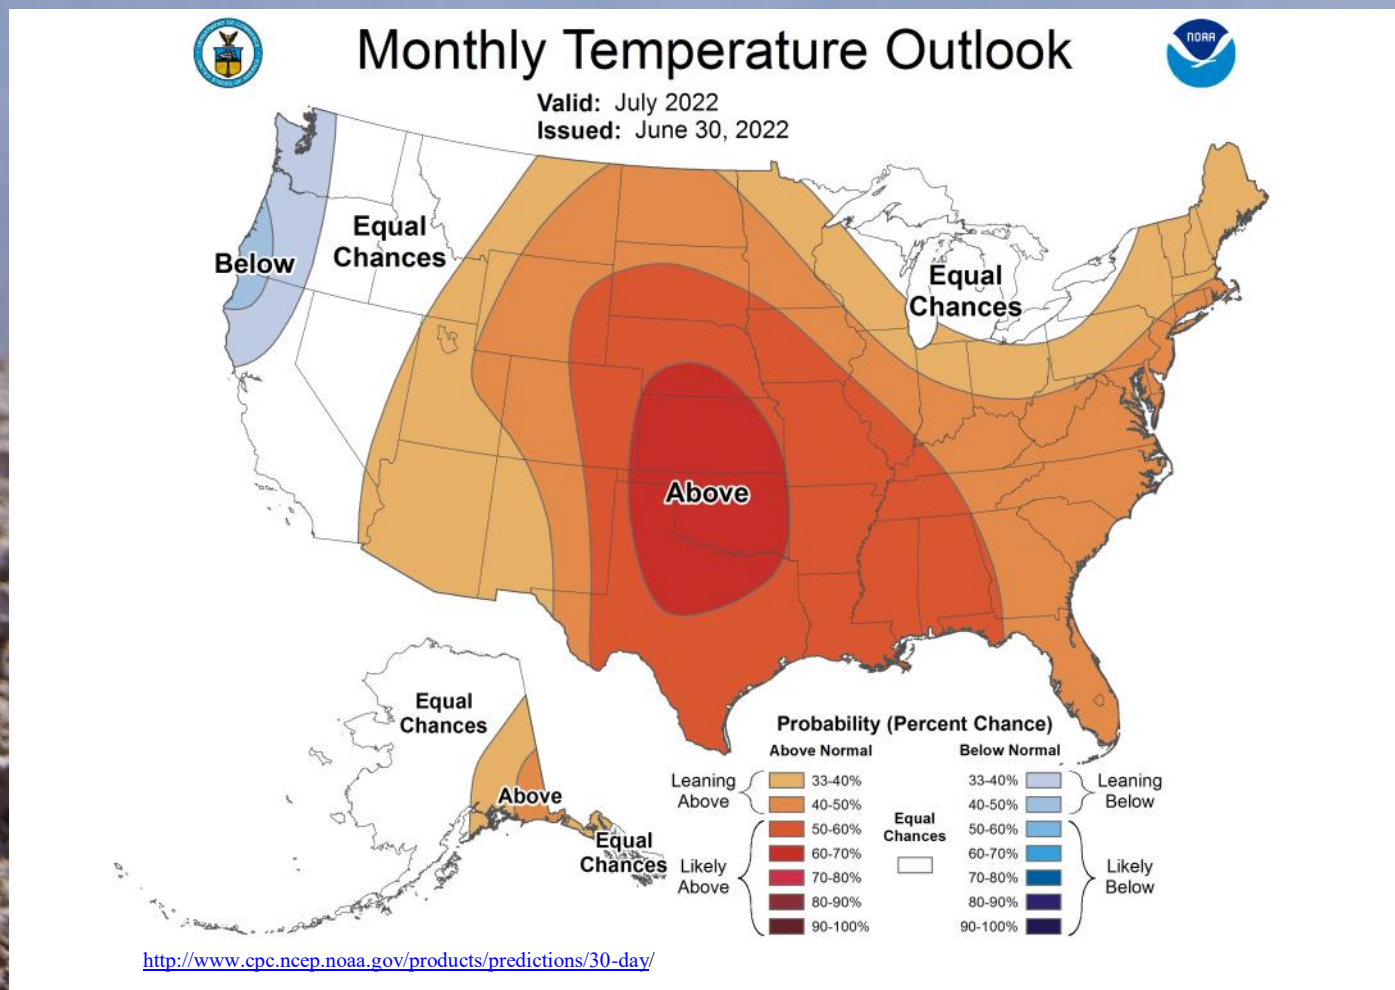 Monthly Temperature Outlook
NOAA
Valid: July 2022
Issued: June 30, 2022
Equal
Chances
Below
Equal
Chances
Above
Equal
Chances
Above
Equal
Chances
Probability (Percent Chance)
Above Normal
Below Normal
Leaning
Above
33-40%
40-50%
Likely
Above
50-60%
60-70%
70-80%
80-90%
90-100%
Equal
Chances
33-40%
40-50%
Leaning
Below
50-60%
60-70%
70-80%
80-90%
90-100%
Likely
Below
http://www.cpc.ncep.noaa.gov/products/predictions/30-day/